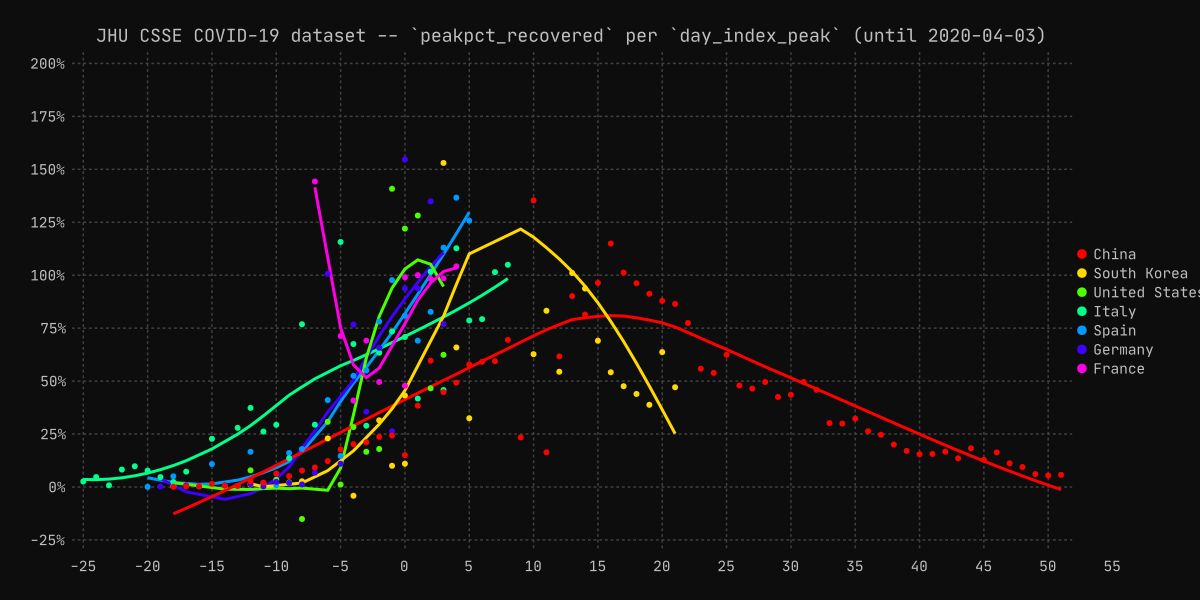 JHU CSSE COVID-19 dataset -- `peakpct_recovered` per `day_index_peak` (until 2020-04-03)
200%
175%
150%
125%
100%
75%
50%
25%
0%
-25%
-25 -20 -15 -10 -5 0 5 10 15 20 25 30 35 40 45 50 55
China
South Korea
United States
Italy
Spain
Germany
France